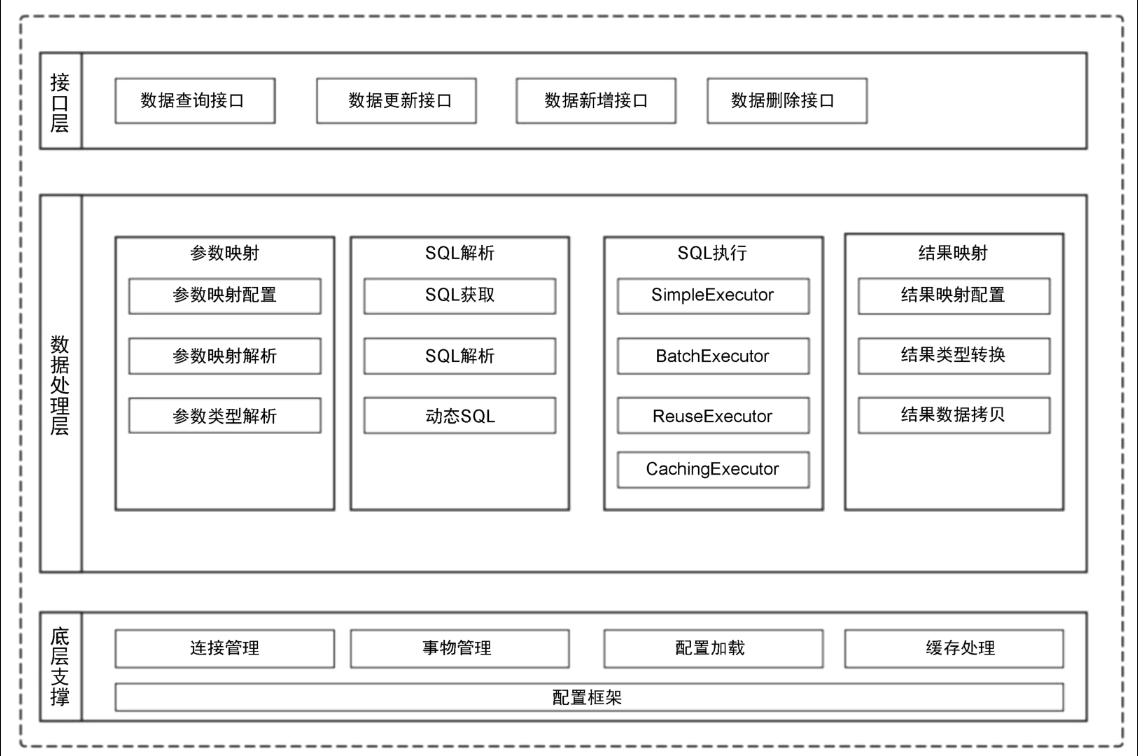 接口层
数据查询接口
数据更新接口
数据新增接口
数据删除接口
数据处理层
参数映射
参数映射配置
参数映射解析
参数类型解析
SQL解析
SQL获取
SQL解析
动态SQL
SQL执行
SimpleExecutor
BatchExecutor
ReuseExecutor
CachingExecutor
结果映射
结果映射配置
结果类型转换
结果数据拷贝
底层支撑
连接管理
事物管理
配置加载
缓存处理
配置框架